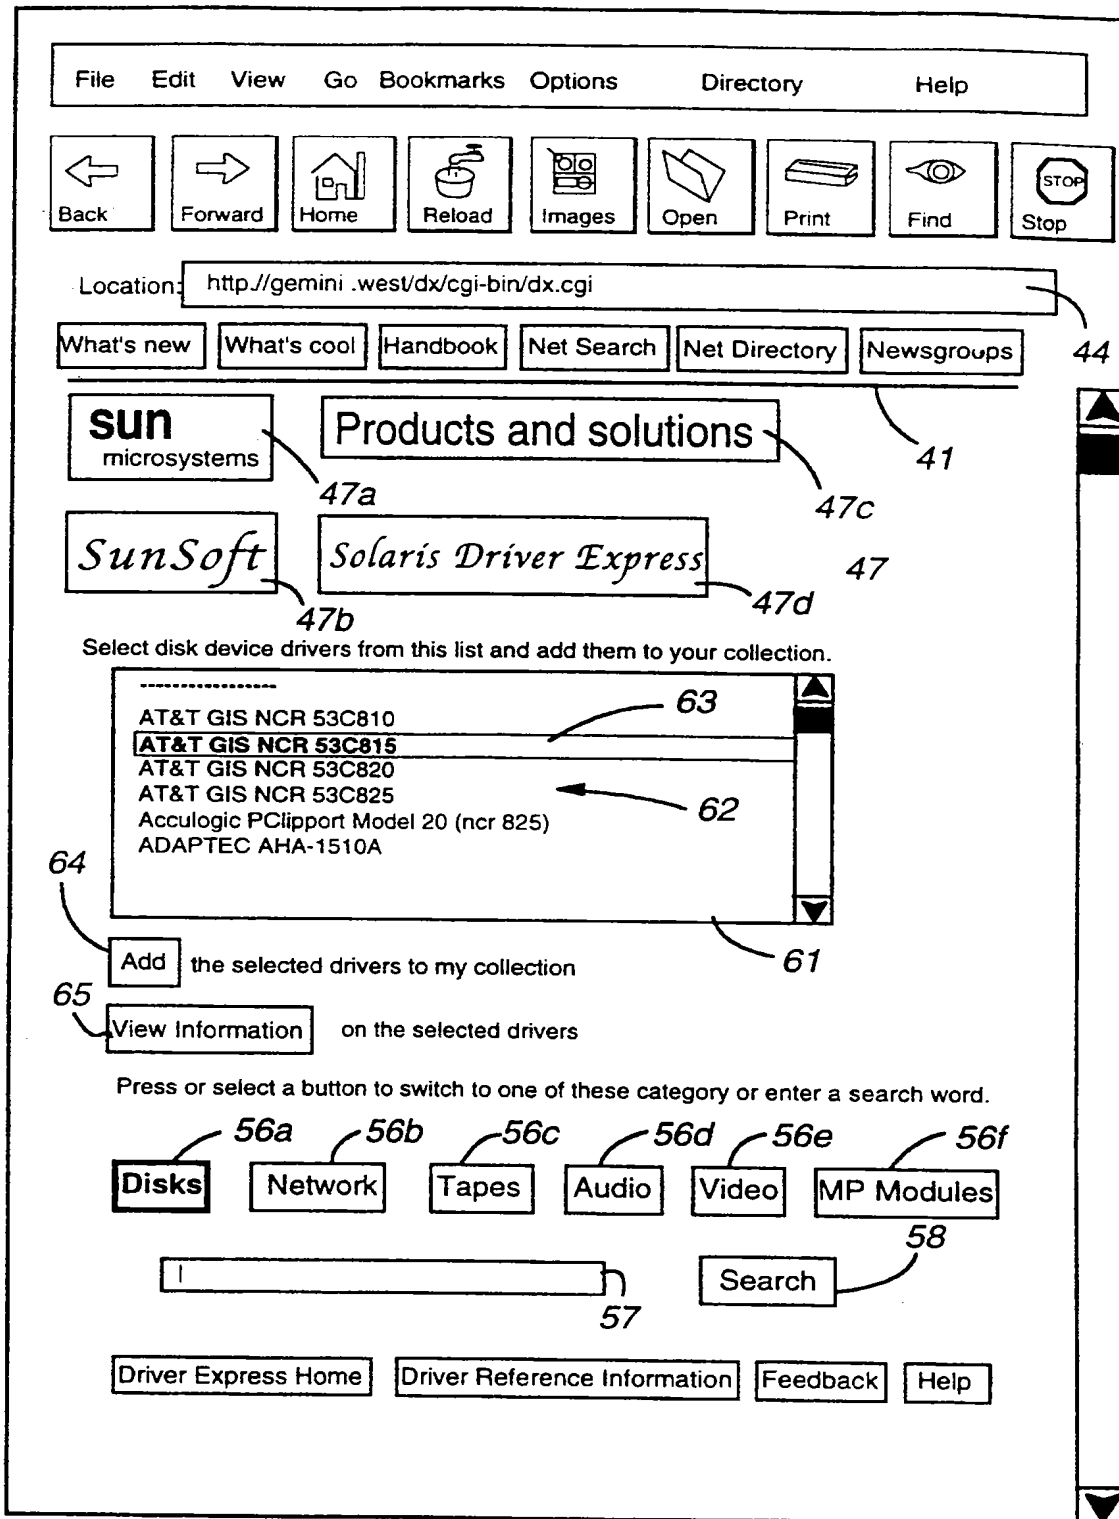 File Edit View Go Bookmarks Options Directory Help
Back Forward Home Reload Images Open Print Find STOP Stop
Location: http://gemini .west/dx/cgi-bin/dx.cgi
What's new What's cool Handbook Net Search Net Directory Newsgroups 44
sun Products and solutions
microsystems 41
47a 47c
SunSoft Solaris Driver Express 47
47b 47d
Select disk device drivers from this list and add them to your collection.
-----------------
AT&T GIS NCR 53C810 63
AT&T GIS NCR 53C815
AT&T GIS NCR 53C820
AT&T GIS NCR 53C825 62
Acculogic PClipport Model 20 (ncr 825)
ADAPTEC AHA-1510A
64
Add the selected drivers to my collection 61
65
View Information on the selected drivers
Press or select a button to switch to one of these category or enter a search word.
56a 56b 56c 56d 56e 56f
Disks Network Tapes Audio Video MP Modules
58
Search
57
Driver Express Home Driver Reference Information Feedback Help